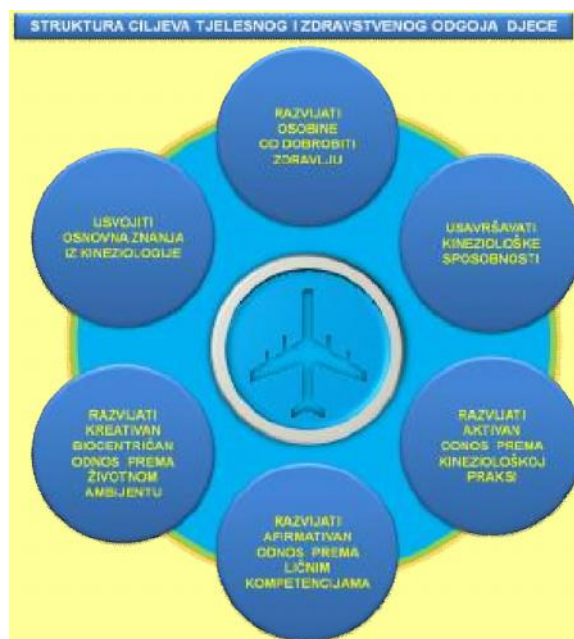 STRUKTURA CILJEVA TJELESNOG I ZDRAVSTVENOG ODGOJA DJECE
RAZVIJATI
OSOBINE
OD DOBROBITI
ZDRAVLJU
USAVRŠAVATI
KINEZIOLOŠKE
SPOSOBNOSTI
RAZVIJATI
AKTIVAN
ODNOS PREMA
KINEZIOLOŠKOJ
PRAKSI
RAZVIJATI
AFIRMATIVAN
ODNOS PREMA
LIČNIM
KOMPETENCIJAMA
RAZVIJATI
KREATIVAN
BIOCENTRIČAN
ODNOS PREMA
ŽIVOTNOM
AMBIJENTU
USVOJITI
OSNOVNA ZNANJA
IZ KINEZIOLOGIJE